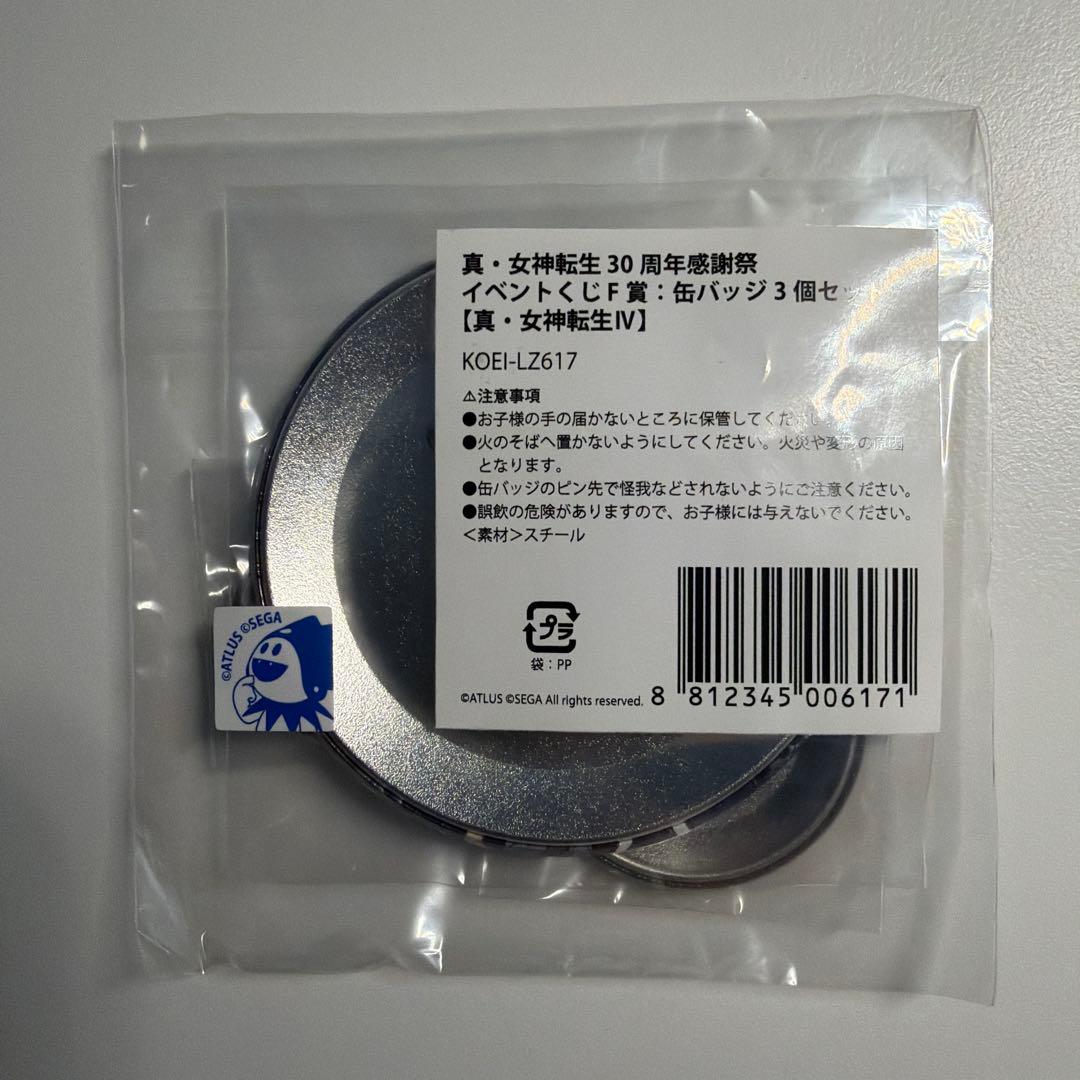 真・女神転生 30 周年感謝祭
イベントくじ F 賞：缶バッジ 3 個セッ
【真・女神転生Ⅳ】
KOEI-LZ617
⚠注意事項
●お子様の手の届かないところに保管してくだ
●火のそばへ置かないようにしてください。火災や変形の原因
となります。
●缶バッジのピン先で怪我などされないようにご注意ください。
●誤飲の危険がありますので、お子様には与えないでください。
＜素材＞スチール
プラ
袋：PP
©ATLUS ©SEGA All rights reserved.
8 812345 006171
©ATLUS ©SEGA